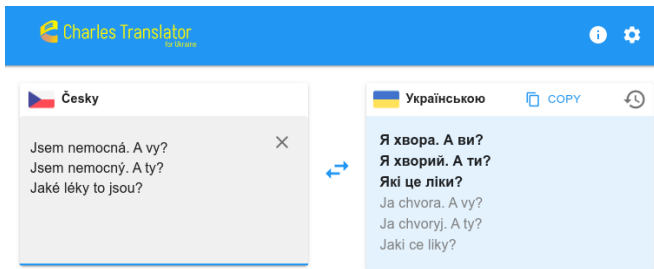 Charles Translator
for Ukraine
Česky
Jsem nemocná. A vy?
Jsem nemocný. A ty?
Jaké léky to jsou?
Українською
COPY
Я хвора. А ви?
Я хворий. А ти?
Які це ліки?
Ja chvora. A vy?
Ja chvoryj. A ty?
Jaki ce liky?